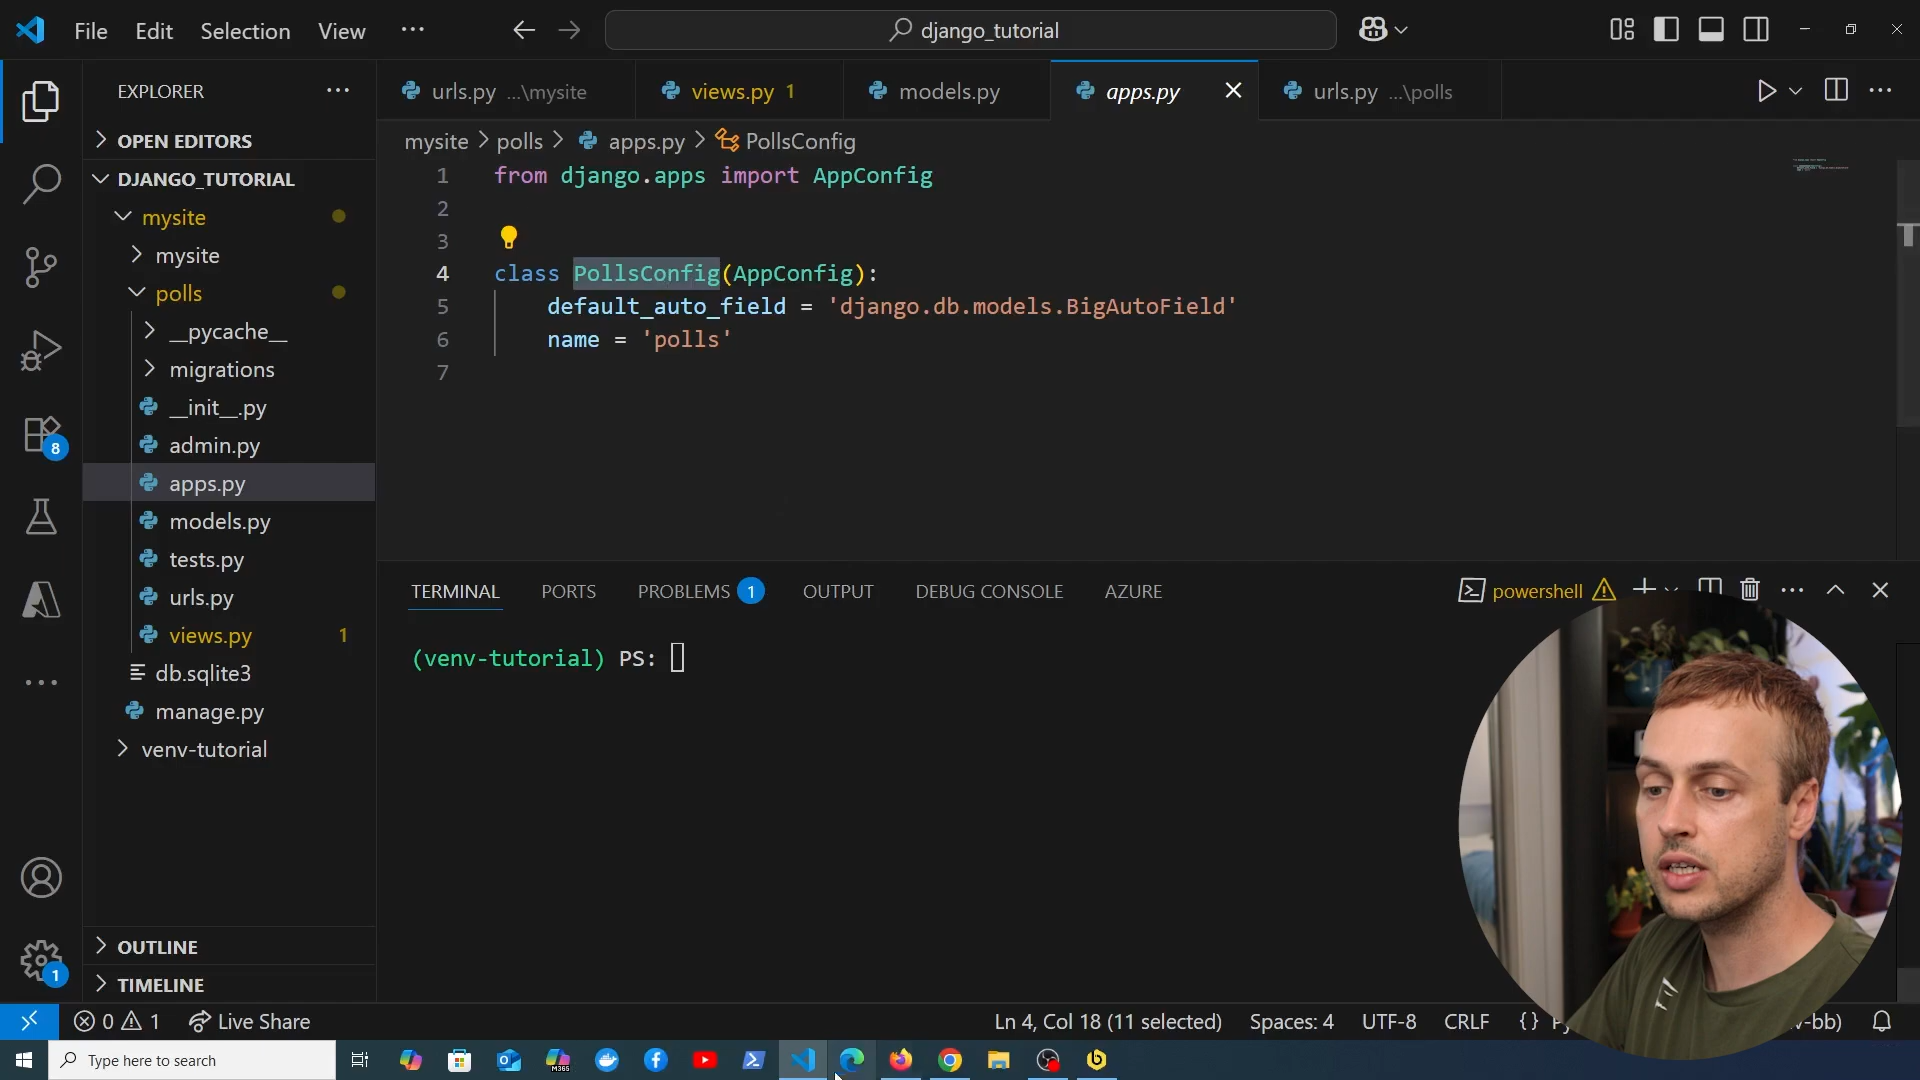 File Edit Selection View ··· django_tutorial
EXPLORER ···
urls.py ...\mysite views.py 1 models.py apps.py urls.py ...\polls
OPEN EDITORS
DJANGO_TUTORIAL
mysite
mysite
polls
__pycache__
migrations
__init__.py
admin.py
apps.py
models.py
tests.py
urls.py
views.py 1
db.sqlite3
manage.py
venv-tutorial
OUTLINE
TIMELINE
8
1
mysite > polls > apps.py > PollsConfig
1 from django.apps import AppConfig
2
3
4 class PollsConfig(AppConfig):
5 default_auto_field = 'django.db.models.BigAutoField'
6 name = 'polls'
7
TERMINAL PORTS PROBLEMS 1 OUTPUT DEBUG CONSOLE AZURE powershell
(venv-tutorial) PS:
0 1 Live Share Ln 4, Col 18 (11 selected) Spaces: 4 UTF-8 CRLF {}
Type here to search M365